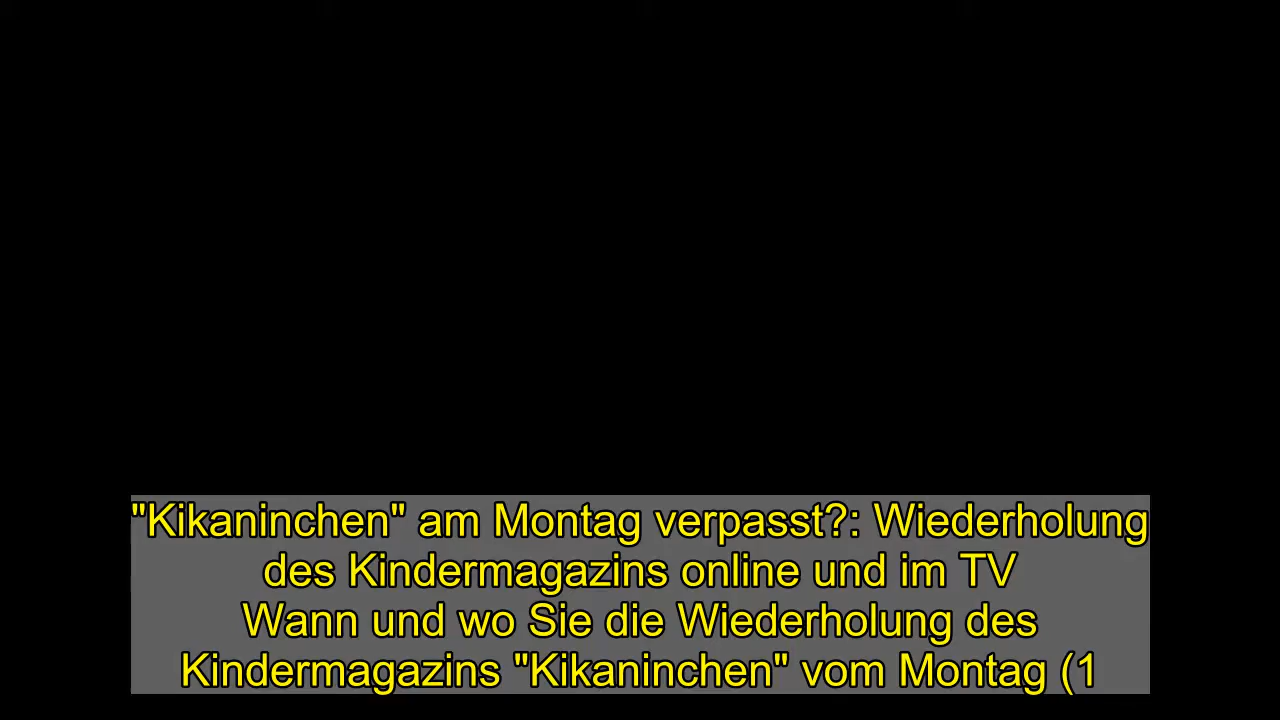 "Kikaninchen" am Montag verpasst?: Wiederholung
des Kindermagazins online und im TV
Wann und wo Sie die Wiederholung des
Kindermagazins "Kikaninchen" vom Montag (1